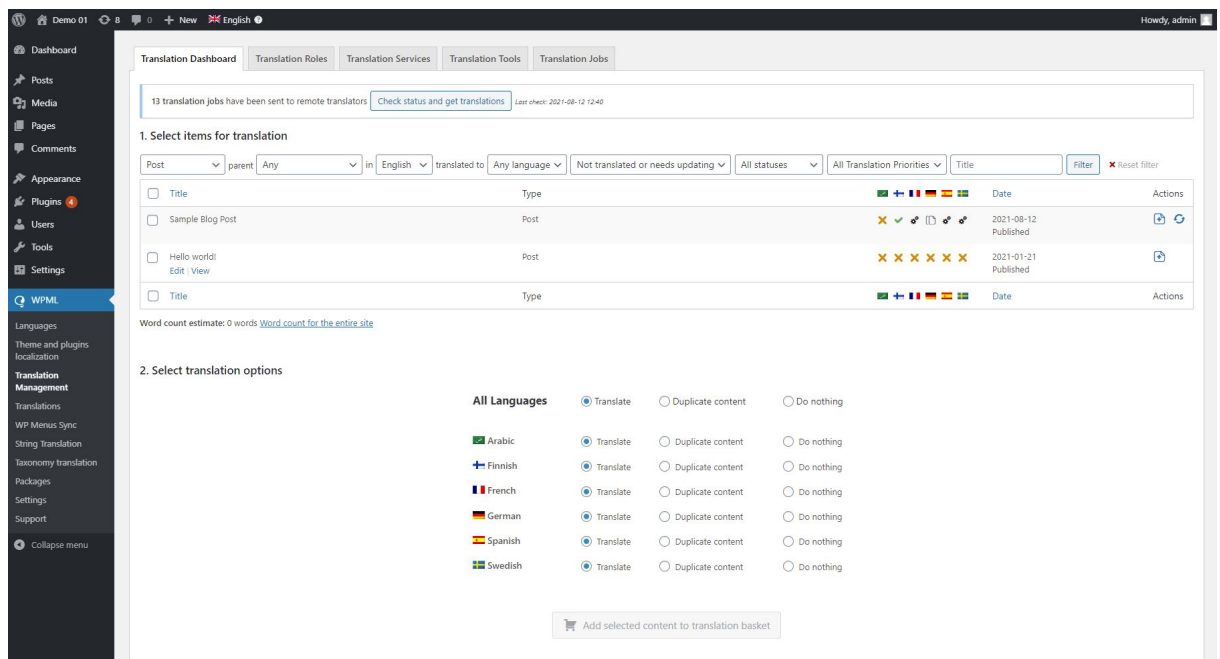 Demo 01 8 0 New English Howdy, admin
Dashboard
Posts
Media
Pages
Comments
Appearance
Plugins 4
Users
Tools
Settings
WPML
Languages
Theme and plugins
localization
Translation
Management
Translations
WP Menus Sync
String Translation
Taxonomy translation
Packages
Settings
Support
Collapse menu
Translation Dashboard Translation Roles Translation Services Translation Tools Translation Jobs
13 translation jobs have been sent to remote translators Check status and get translations Last check: 2021-08-12 12:40
1. Select items for translation
Post parent Any in English translated to Any language Not translated or needs updating All statuses All Translation Priorities Title Filter Reset filter
Title Type Date Actions
Sample Blog Post Post 2021-08-12
Published
Hello world! Post 2021-01-21
Edit | View Published
Title Type Date Actions
Word count estimate: 0 words Word count for the entire site
2. Select translation options
All Languages Translate Duplicate content Do nothing
Arabic Translate Duplicate content Do nothing
Finnish Translate Duplicate content Do nothing
French Translate Duplicate content Do nothing
German Translate Duplicate content Do nothing
Spanish Translate Duplicate content Do nothing
Swedish Translate Duplicate content Do nothing
Add selected content to translation basket